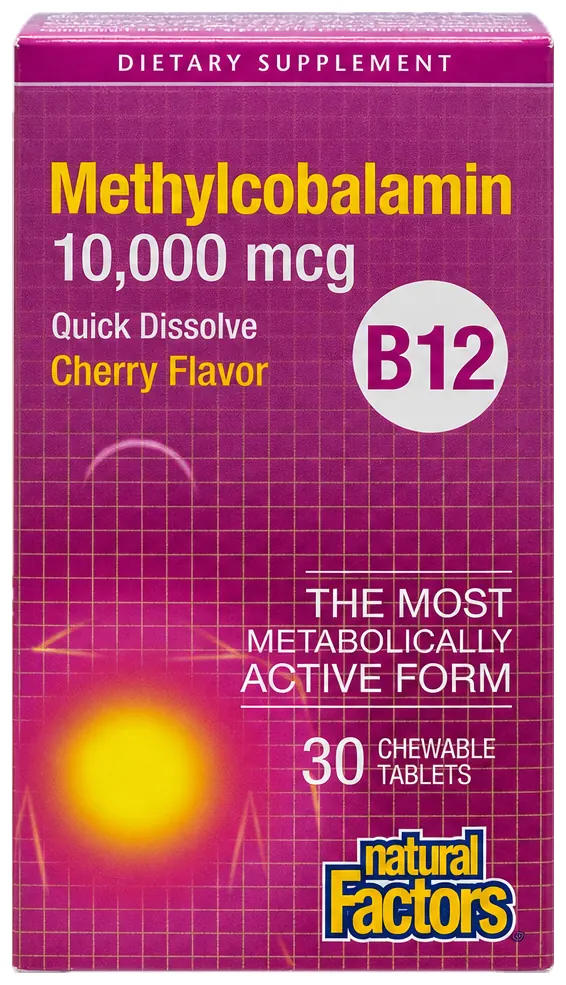 DIETARY SUPPLEMENT
Methylcobalamin
10,000 mcg
Quick Dissolve
Cherry Flavor
B12
THE MOST
METABOLICALLY
ACTIVE FORM
30 CHEWABLE
TABLETS
natural
Factors®